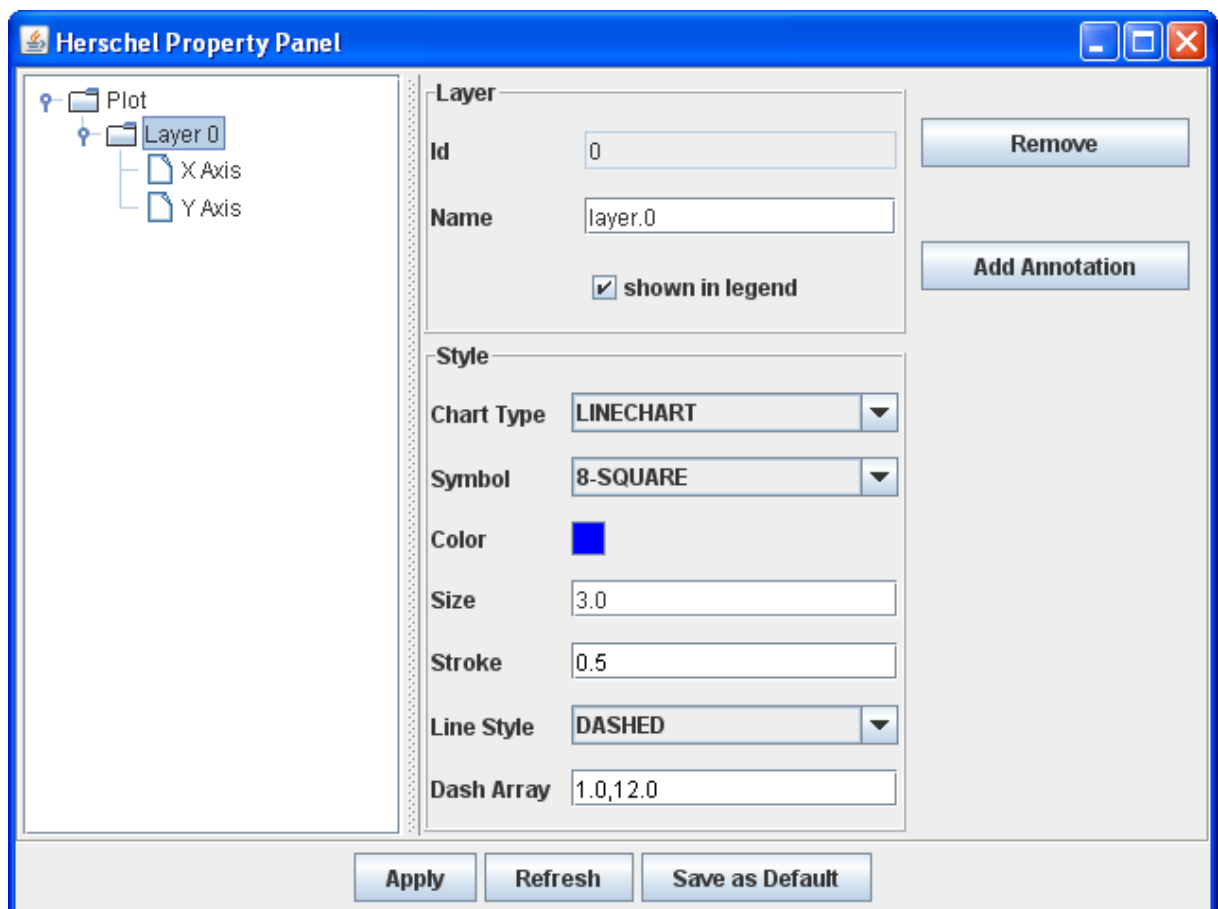 Herschel Property Panel
Plot
Layer 0
X Axis
Y Axis
Layer
Id 0
Name layer.0
shown in legend
Remove
Add Annotation
Style
Chart Type LINECHART
Symbol 8-SQUARE
Color
Size 3.0
Stroke 0.5
Line Style DASHED
Dash Array 1.0,12.0
Apply Refresh Save as Default